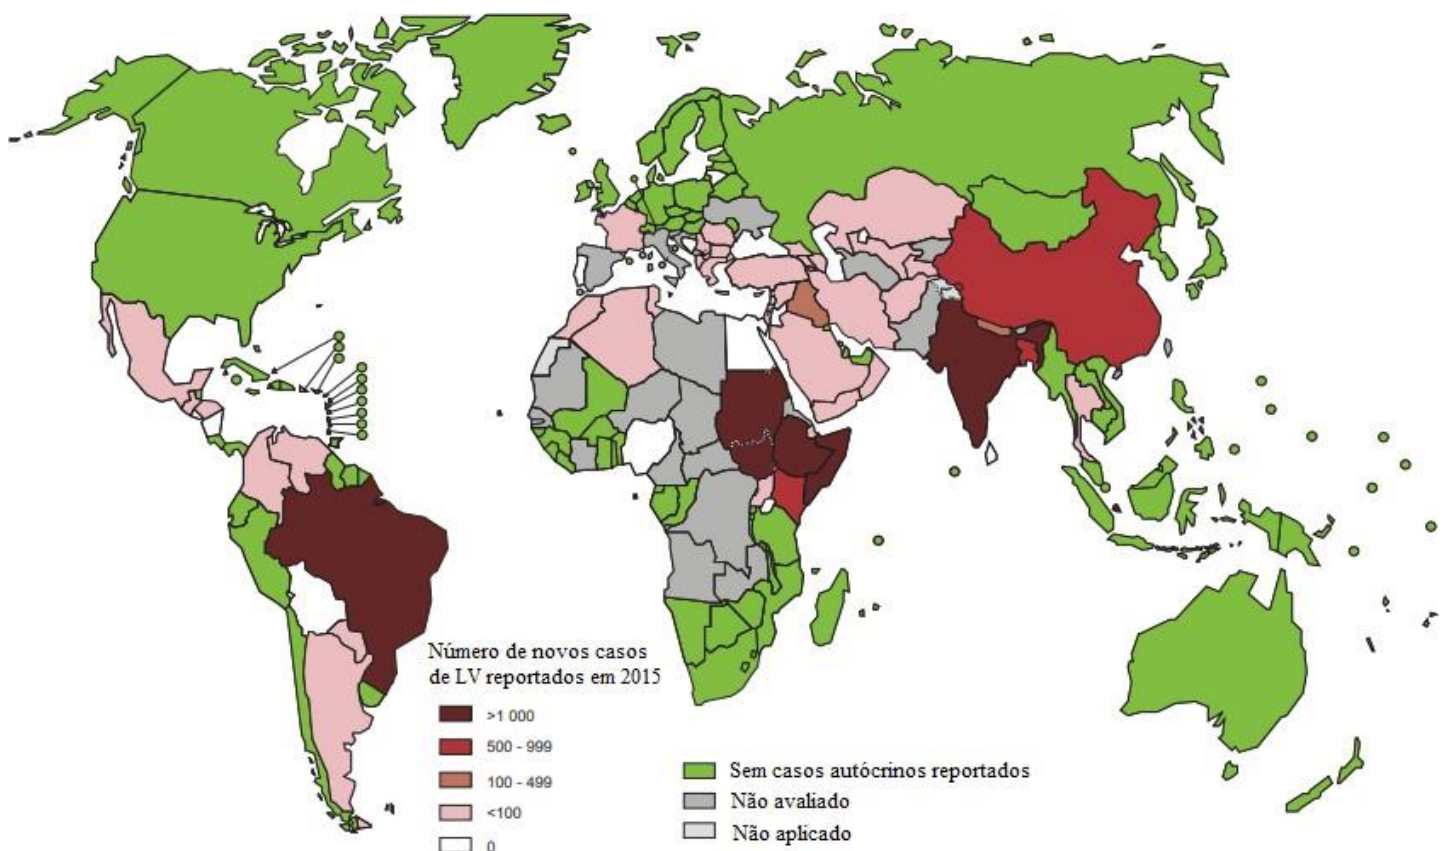 Número de novos casos
de LV reportados em 2015
>1 000
500 - 999
100 - 499
<100
0
Sem casos autócrinos reportados
Não avaliado
Não aplicado